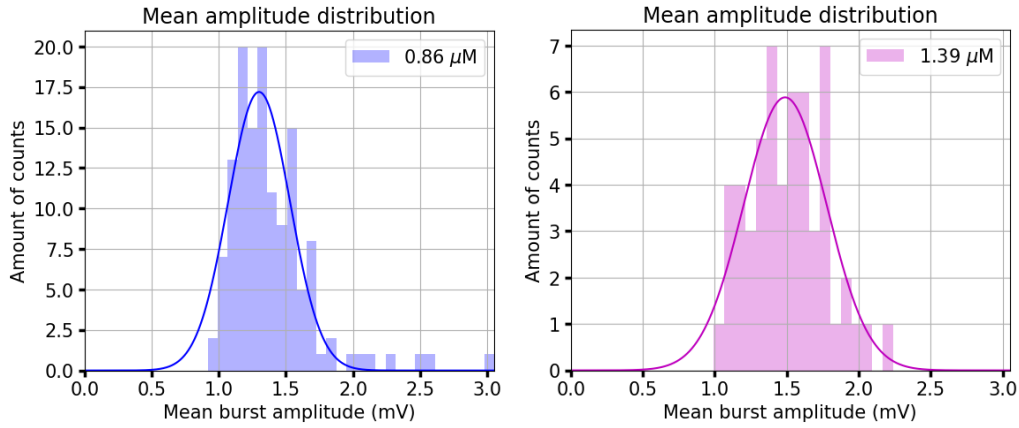 Mean amplitude distribution
0.86 μM
20.0
17.5
15.0
12.5
10.0
7.5
5.0
2.5
0.0
Amount of counts
0.0 0.5 1.0 1.5 2.0 2.5 3.0
Mean burst amplitude (mV)
Mean amplitude distribution
1.39 μM
7
6
5
4
3
2
1
0
Amount of counts
0.0 0.5 1.0 1.5 2.0 2.5 3.0
Mean burst amplitude (mV)